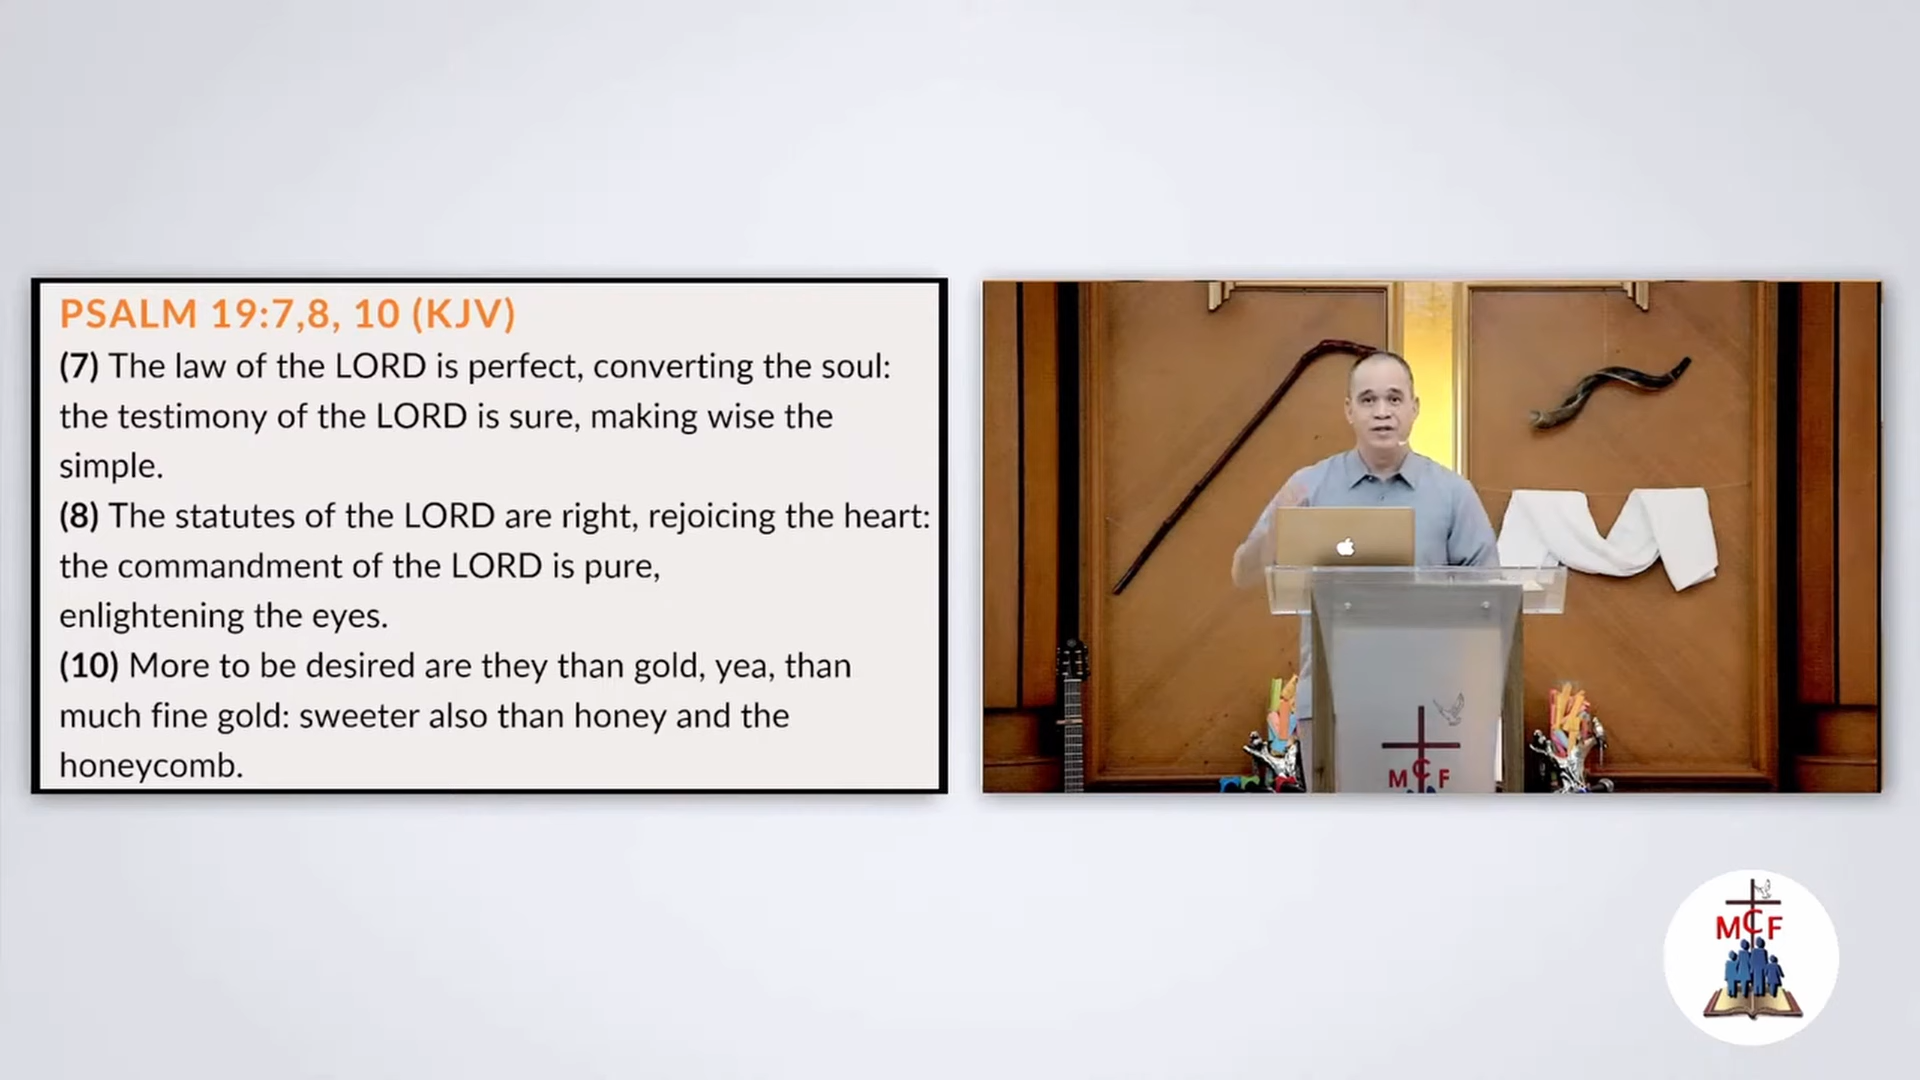 PSALM 19:7,8, 10 (KJV)
(7) The law of the LORD is perfect, converting the soul:
the testimony of the LORD is sure, making wise the
simple.
(8) The statutes of the LORD are right, rejoicing the heart:
the commandment of the LORD is pure,
enlightening the eyes.
(10) More to be desired are they than gold, yea, than
much fine gold: sweeter also than honey and the
honeycomb.
MCF
MCF